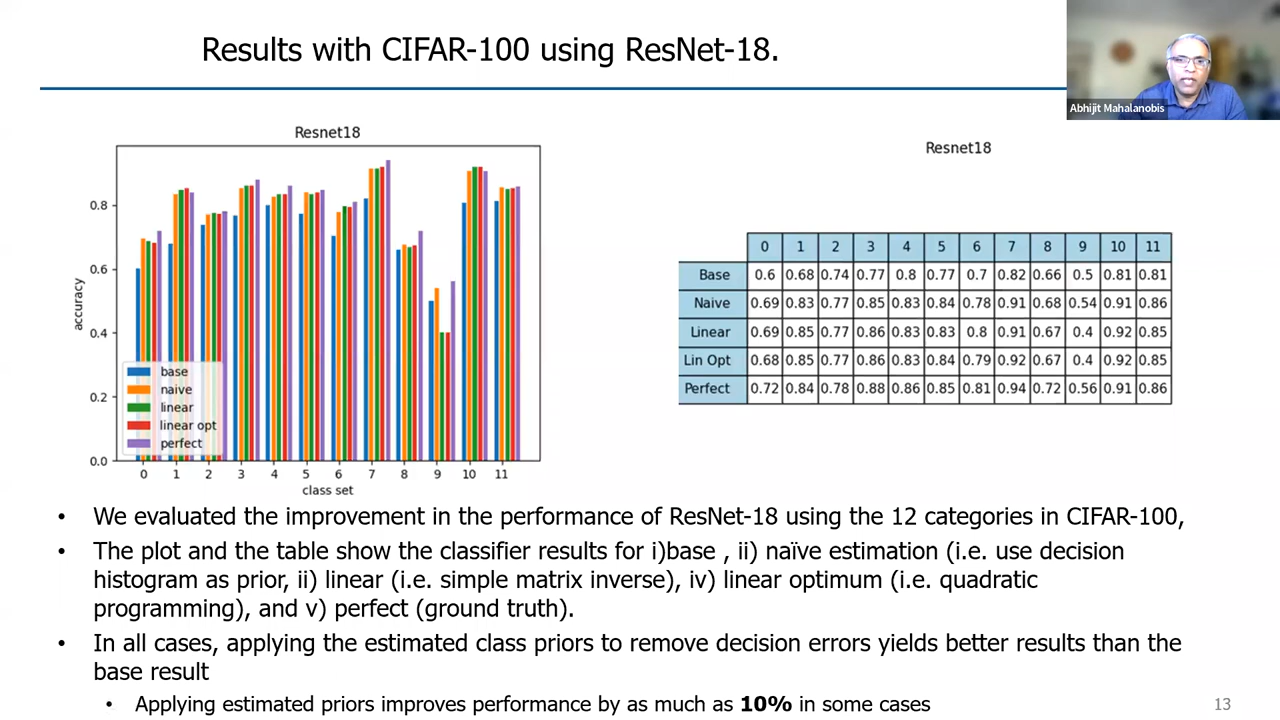 Results with CIFAR-100 using ResNet-18.
Abhijit Mahalanobis
Resnet18
0.8
0.6
0.4
0.2
0.0
accuracy
base
naive
linear
linear opt
perfect
0 1 2 3 4 5 6 7 8 9 10 11
class set
Resnet18
0 1 2 3 4 5 6 7 8 9 10 11
Base 0.6 0.68 0.74 0.77 0.8 0.77 0.7 0.82 0.66 0.5 0.81 0.81
Naive 0.69 0.83 0.77 0.85 0.83 0.84 0.78 0.91 0.68 0.54 0.91 0.86
Linear 0.69 0.85 0.77 0.86 0.83 0.83 0.8 0.91 0.67 0.4 0.92 0.85
Lin Opt 0.68 0.85 0.77 0.86 0.83 0.84 0.79 0.92 0.67 0.4 0.92 0.85
Perfect 0.72 0.84 0.78 0.88 0.86 0.85 0.81 0.94 0.72 0.56 0.91 0.86
• We evaluated the improvement in the performance of ResNet-18 using the 12 categories in CIFAR-100,
• The plot and the table show the classifier results for i)base , ii) naïve estimation (i.e. use decision
histogram as prior, ii) linear (i.e. simple matrix inverse), iv) linear optimum (i.e. quadratic
programming), and v) perfect (ground truth).
• In all cases, applying the estimated class priors to remove decision errors yields better results than the
base result
• Applying estimated priors improves performance by as much as 10% in some cases
13